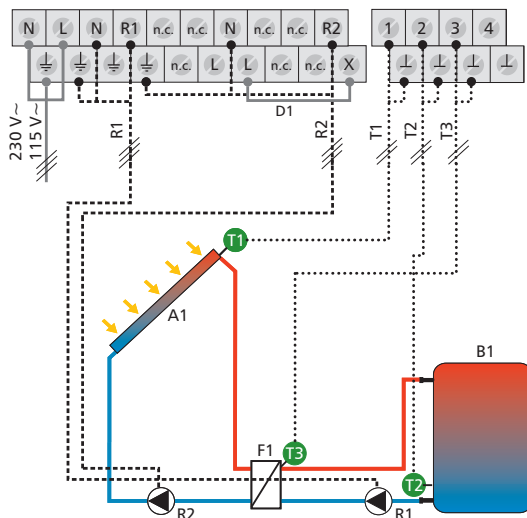 N L N R1 n.c. n.c. N n.c. R2
n.c. L L n.c. n.c. X
1 2 3 4
D1
230 V~
115 V~
R1
R2
T1
T2
T3
T1
A1
B1
F1
T3
T2
R2
R1